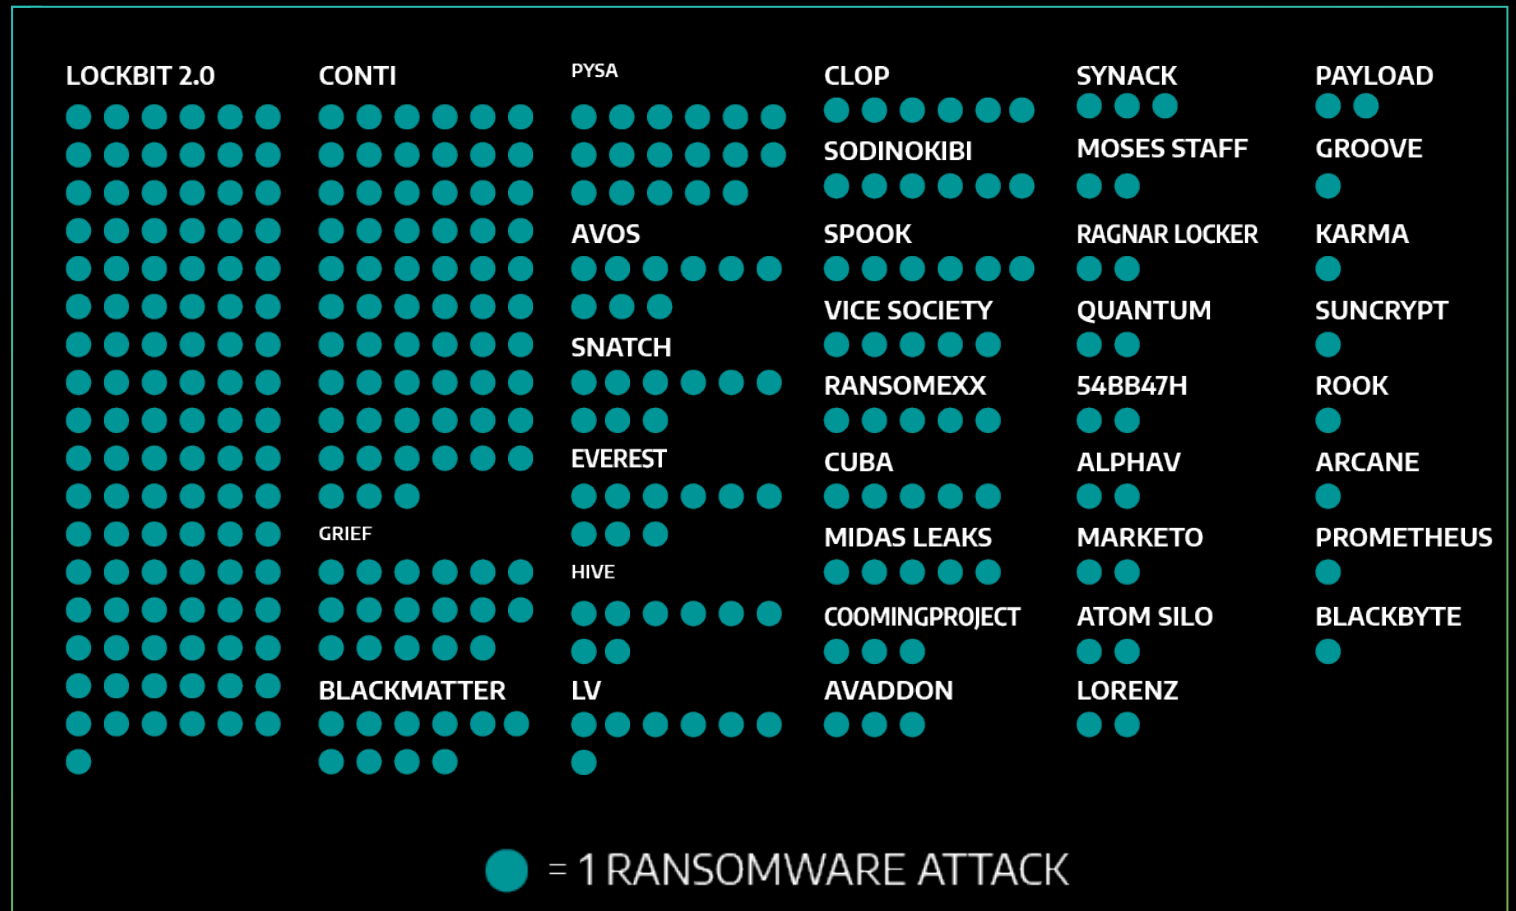 LOCKBIT 2.0
CONTI
GRIEF
BLACKMATTER
PYSA
AVOS
SNATCH
EVEREST
HIVE
LV
CLOP
SODINOKIBI
SPOOK
VICE SOCIETY
RANSOMEXX
CUBA
MIDAS LEAKS
COOMINGPROJECT
AVADDON
SYNACK
MOSES STAFF
RAGNAR LOCKER
QUANTUM
54BB47H
ALPHAV
MARKETO
ATOM SILO
LORENZ
PAYLOAD
GROOVE
KARMA
SUNCRYPT
ROOK
ARCANE
PROMETHEUS
BLACKBYTE
= 1 RANSOMWARE ATTACK